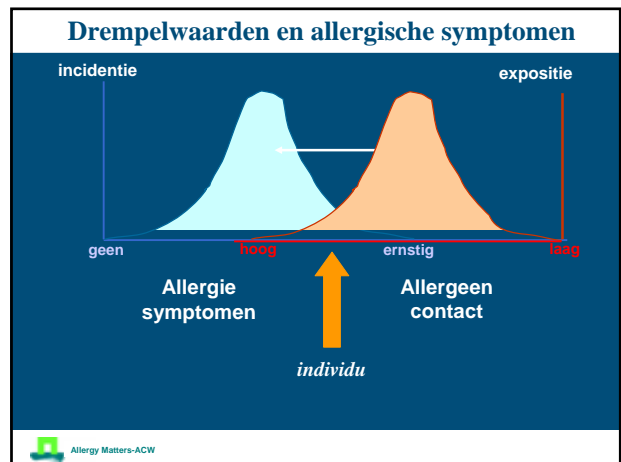 Drempelwaarden en allergische symptomen
incidentie
expositie
geen hoog ernstig laag
Allergie
symptomen
Allergeen
contact
individu
Allergy Matters-ACW